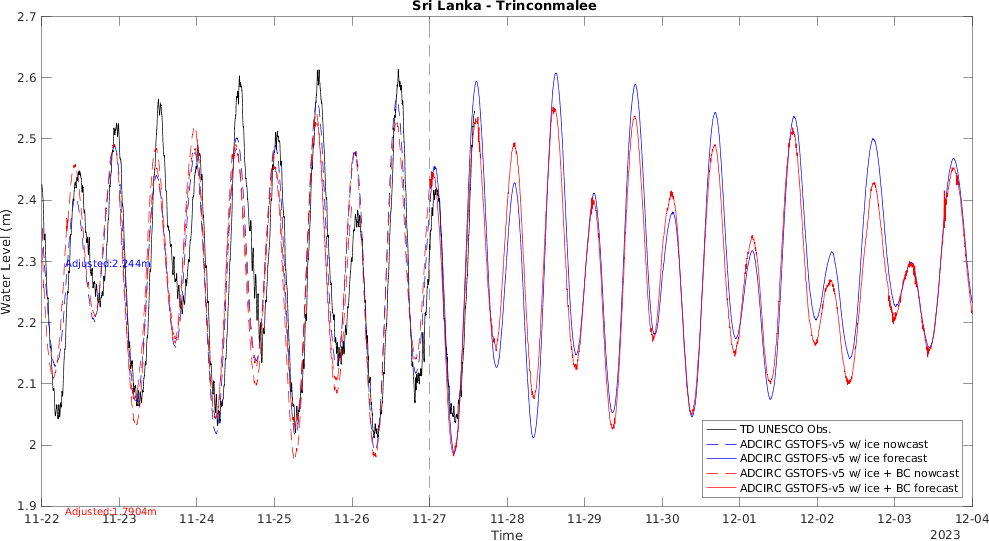 Sri Lanka - Trinconmalee
2.7
2.6
2.5
2.4
2.3
2.2
2.1
2
1.9
Water Level (m)
Adjusted:2.244m
Adjusted:1.7904m
TD UNESCO Obs.
ADCIRC GSTOFS-v5 w/ ice nowcast
ADCIRC GSTOFS-v5 w/ ice forecast
ADCIRC GSTOFS-v5 w/ ice + BC nowcast
ADCIRC GSTOFS-v5 w/ ice + BC forecast
11-22 11-23 11-24 11-25 11-26 11-27 11-28 11-29 11-30 12-01 12-02 12-03 12-04
Time
2023